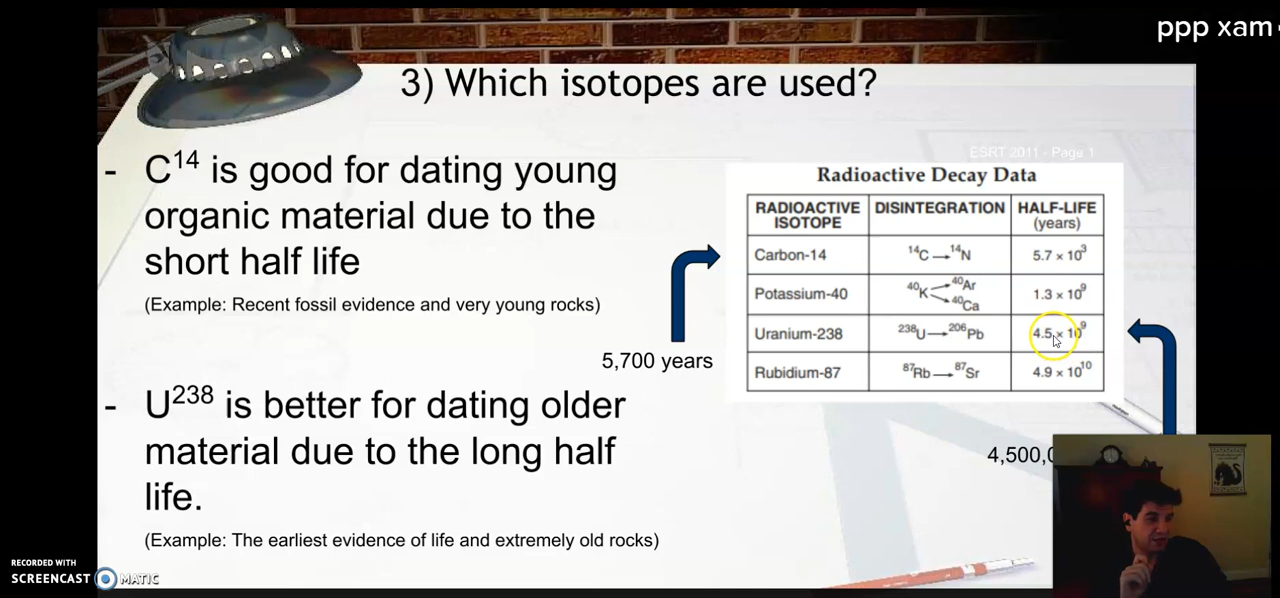 ppp xam
3) Which isotopes are used?
- C¹⁴ is good for dating young
organic material due to the
short half life
(Example: Recent fossil evidence and very young rocks)
5,700 years
- U²³⁸ is better for dating older
material due to the long half
life.
(Example: The earliest evidence of life and extremely old rocks)
ESRT 2011 - Page 1
Radioactive Decay Data
RADIOACTIVE ISOTOPE DISINTEGRATION HALF-LIFE (years)
Carbon-14 ¹⁴C→¹⁴N 5.7 × 10³
Potassium-40 ⁴⁰K ⁴⁰Ar ⁴⁰Ca 1.3 × 10⁹
Uranium-238 ²³⁸U→²⁰⁶Pb 4.5 × 10⁹
Rubidium-87 ⁸⁷Rb→⁸⁷Sr 4.9 × 10¹⁰
RECORDED WITH
SCREENCAST MATIC